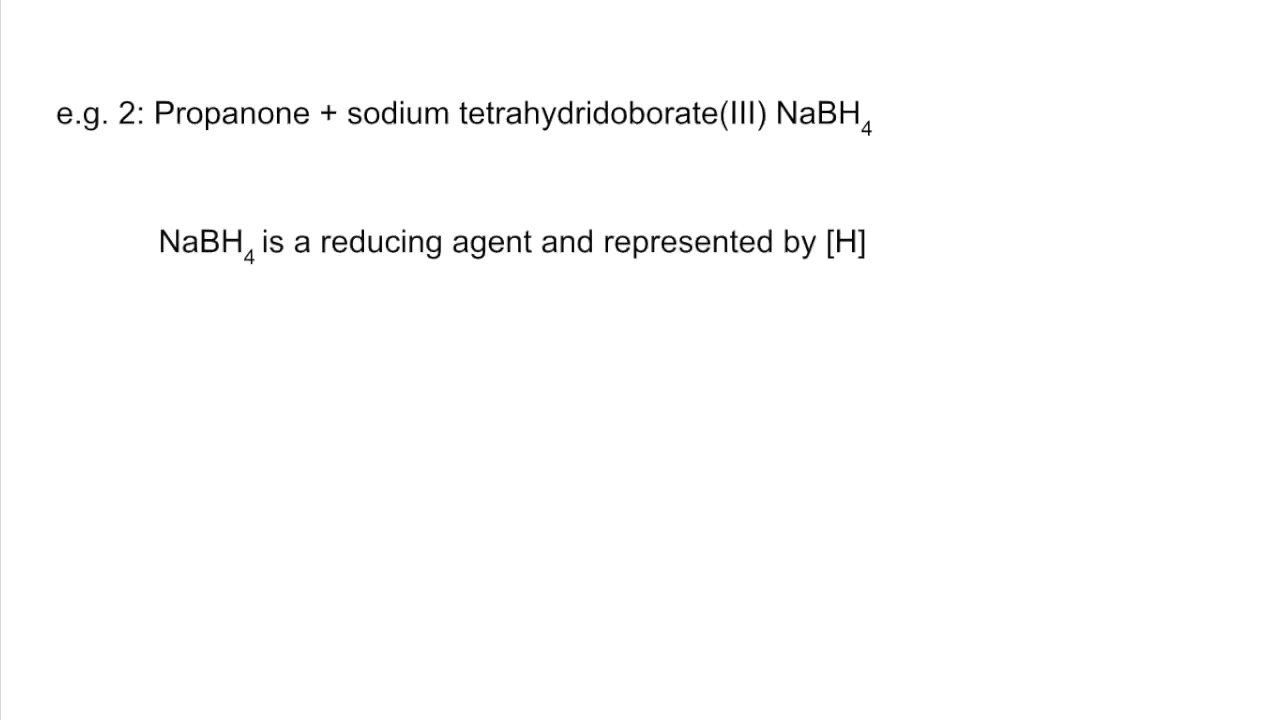 e.g. 2: Propanone + sodium tetrahydridoborate(III) NaBH₄
NaBH₄ is a reducing agent and represented by [H]